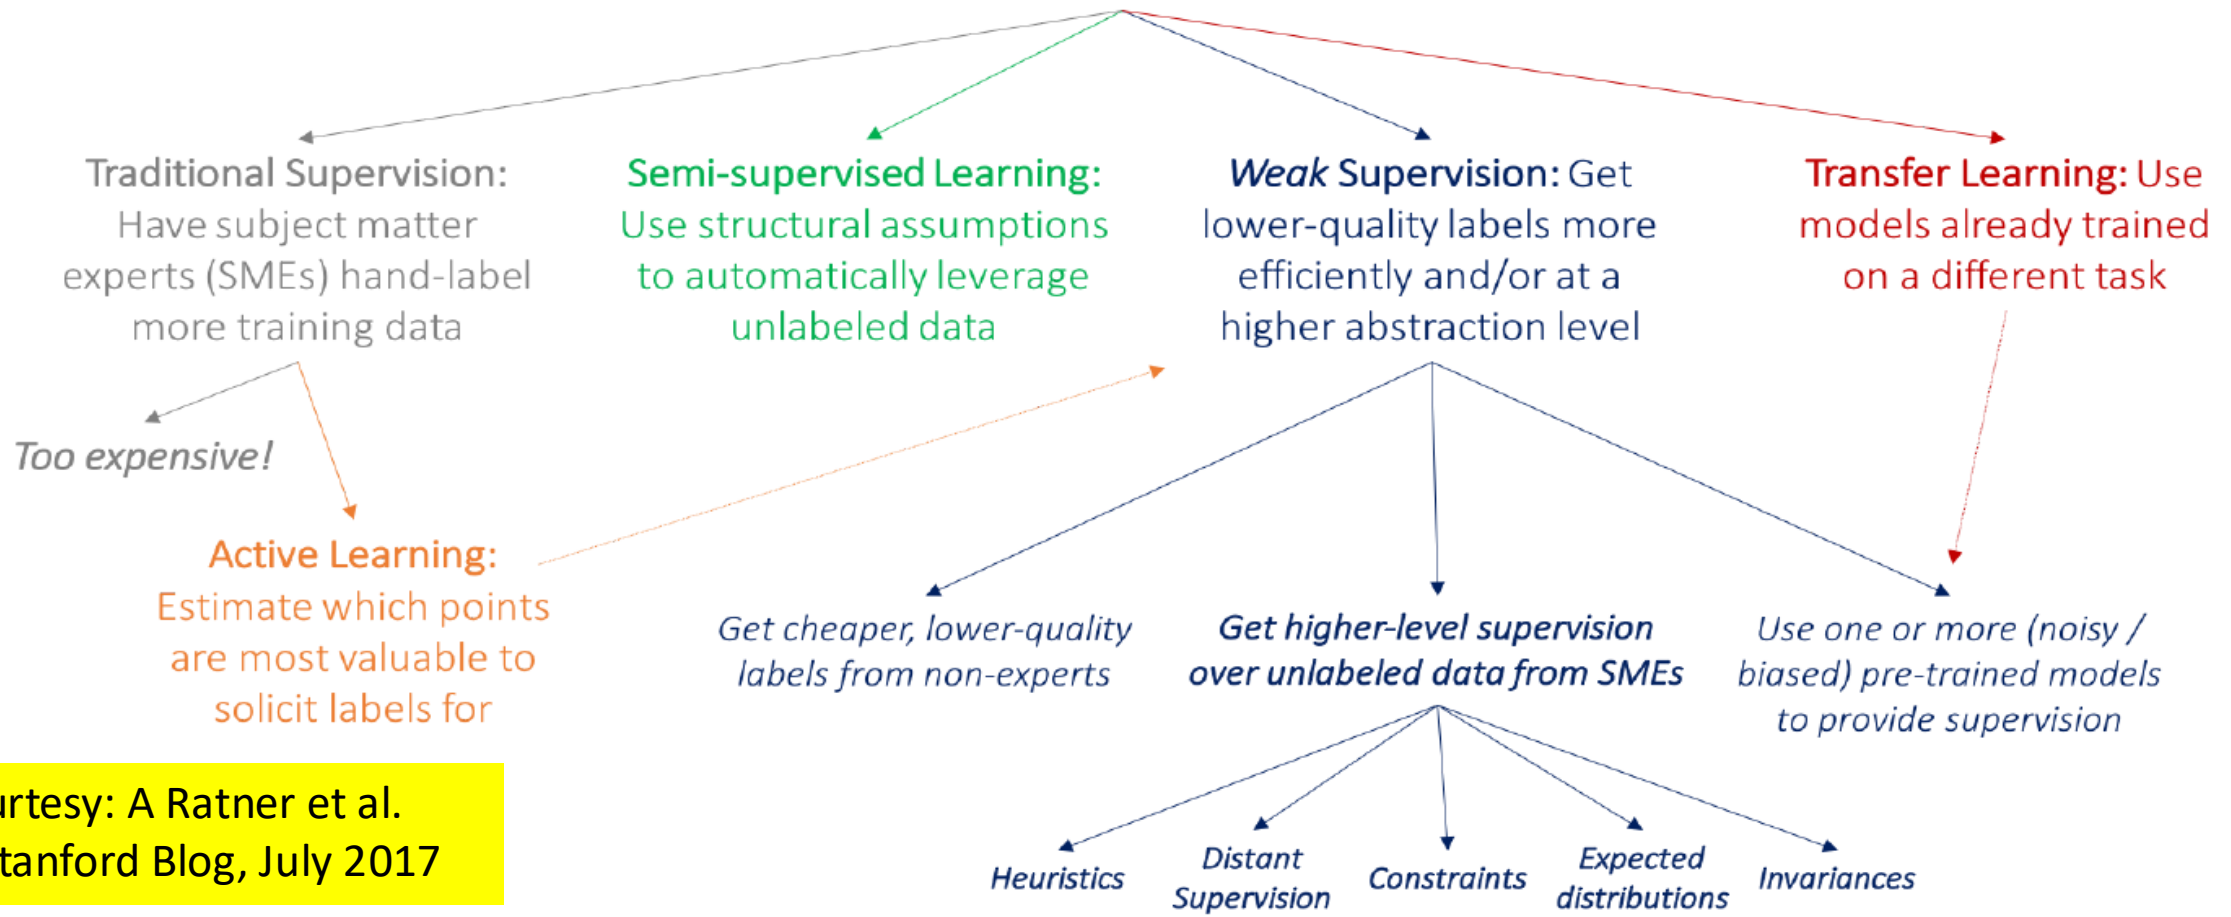 Traditional Supervision:
Have subject matter
experts (SMEs) hand-label
more training data
Semi-supervised Learning:
Use structural assumptions
to automatically leverage
unlabeled data
Weak Supervision: Get
lower-quality labels more
efficiently and/or at a
higher abstraction level
Transfer Learning: Use
models already trained
on a different task
Too expensive!
Active Learning:
Estimate which points
are most valuable to
solicit labels for
Get cheaper, lower-quality
labels from non-experts
Get higher-level supervision
over unlabeled data from SMEs
Use one or more (noisy /
biased) pre-trained models
to provide supervision
Heuristics
Distant
Supervision
Constraints
Expected
distributions
Invariances
urtesy: A Ratner et al.
tanford Blog, July 2017